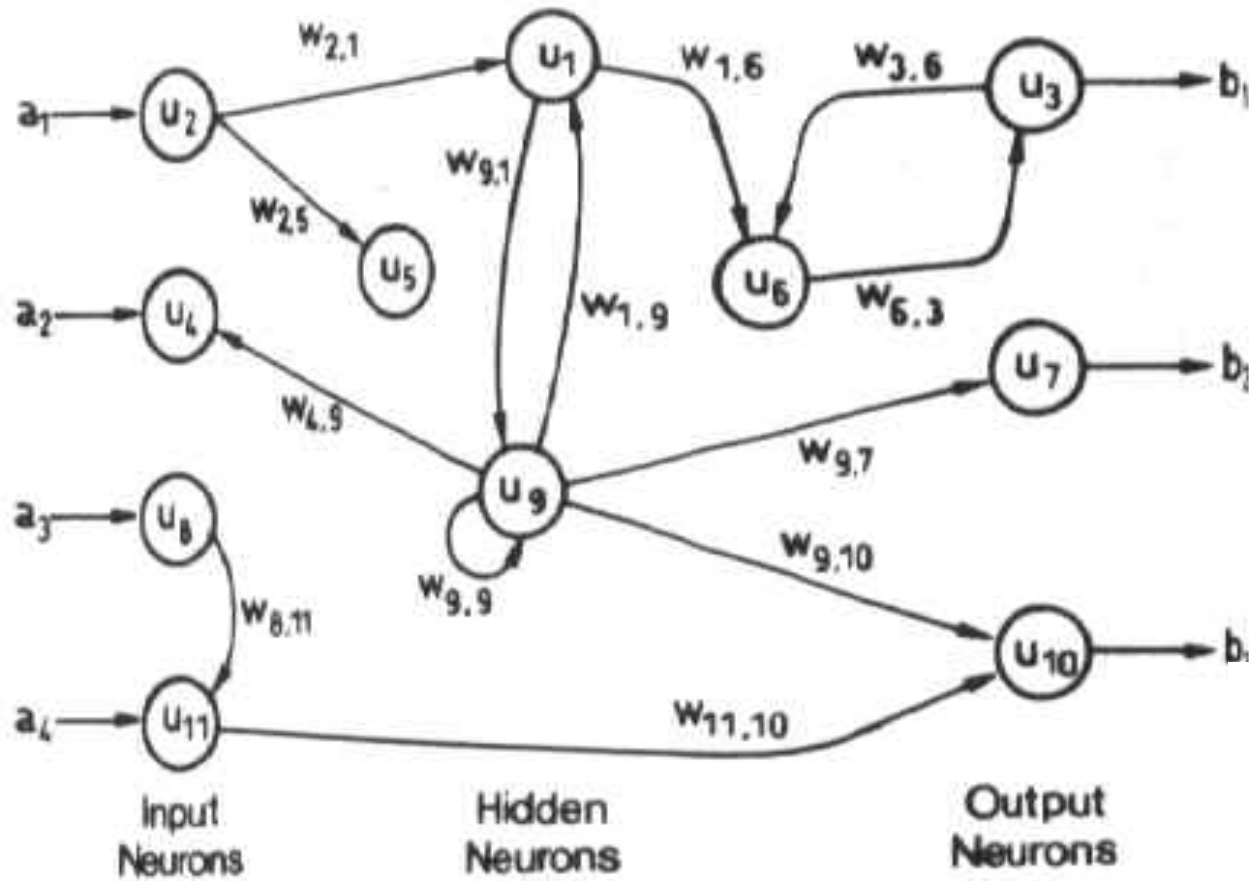 w2,1
u1
w1,6
w3,6
u3
b1
a1
u2
w9,1
w2,5
u5
u6
w6,3
a2
u4
w1,9
u7
w4,9
w9,7
a3
u8
u9
w9,10
w9,9
w8,11
u10
a4
u11
w11,10
Input
Neurons
Hidden
Neurons
Output
Neurons